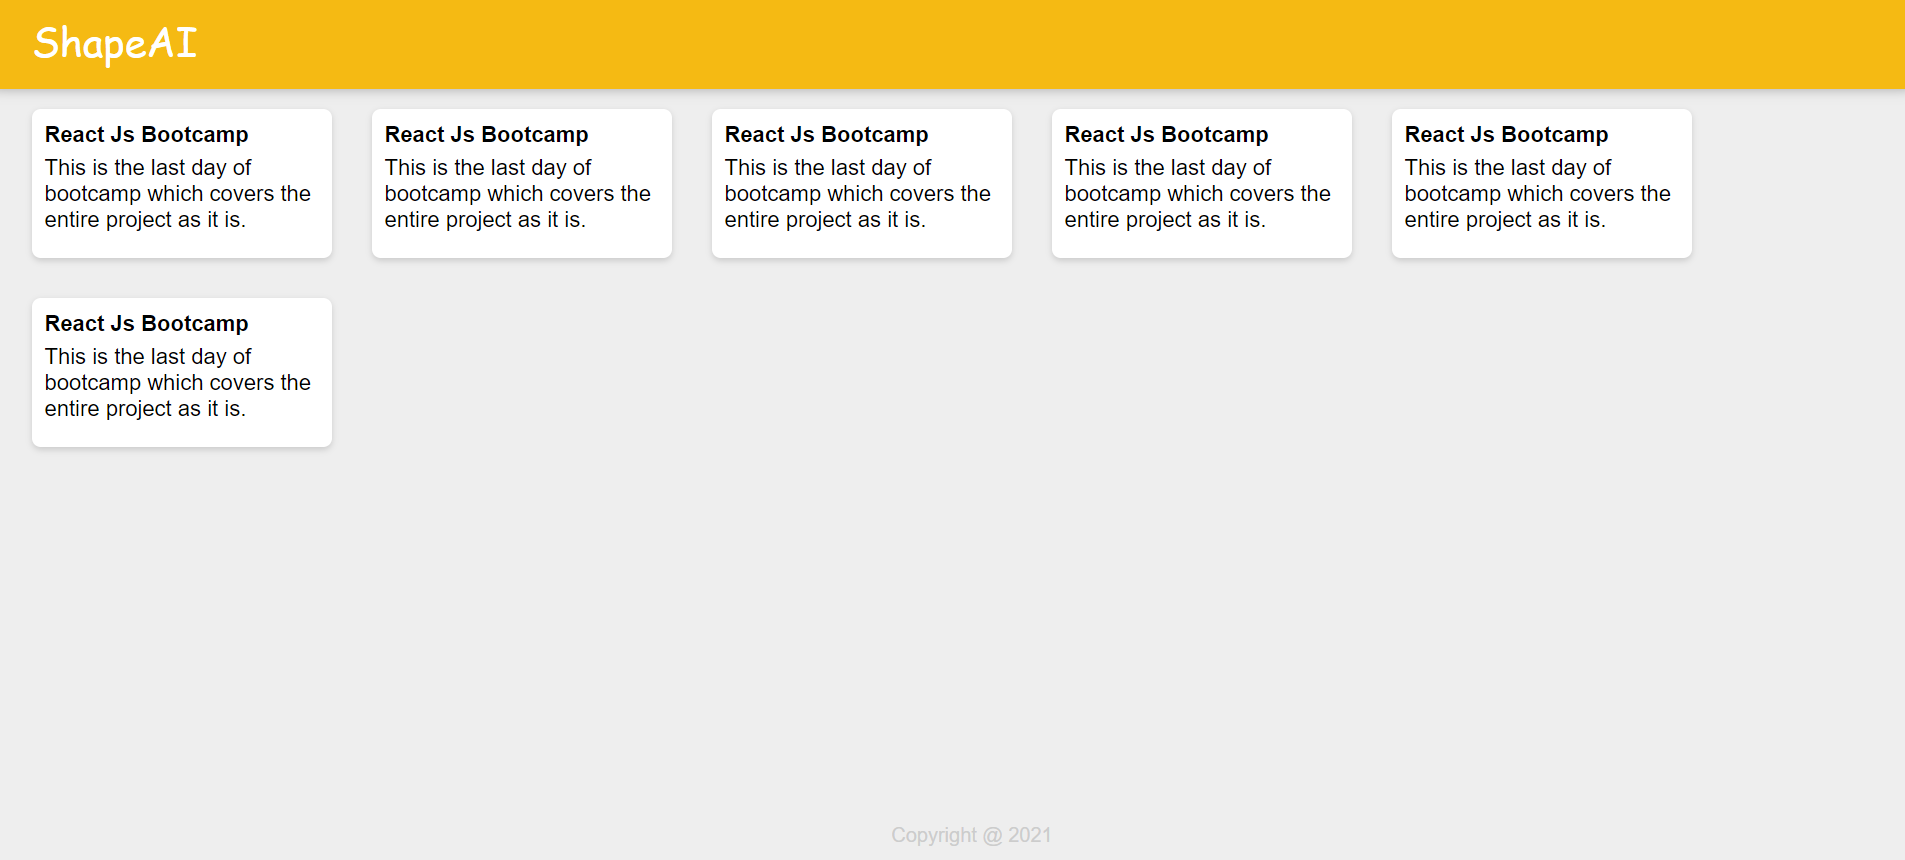 ShapeAI
React Js Bootcamp
This is the last day of
bootcamp which covers the
entire project as it is.
React Js Bootcamp
This is the last day of
bootcamp which covers the
entire project as it is.
React Js Bootcamp
This is the last day of
bootcamp which covers the
entire project as it is.
React Js Bootcamp
This is the last day of
bootcamp which covers the
entire project as it is.
React Js Bootcamp
This is the last day of
bootcamp which covers the
entire project as it is.
React Js Bootcamp
This is the last day of
bootcamp which covers the
entire project as it is.
Copyright @ 2021